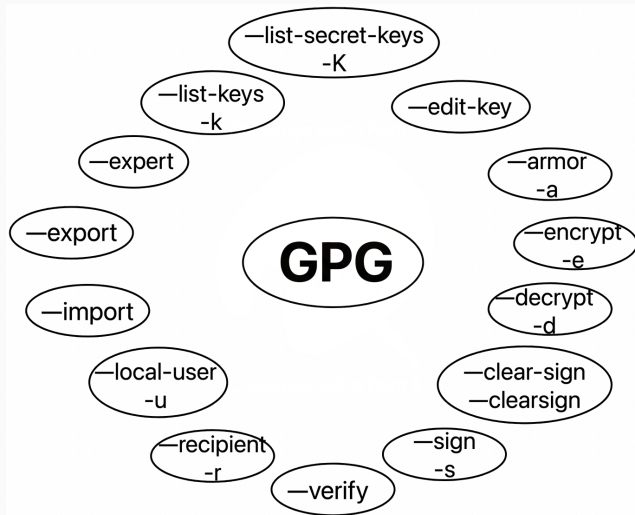 —list-secret-keys
-K
—list-keys
-k
—edit-key
—expert
—armor
-a
—export
—encrypt
-e
GPG
—import
—decrypt
-d
—local-user
-u
—clear-sign
—clearsign
—recipient
-r
—sign
-s
—verify